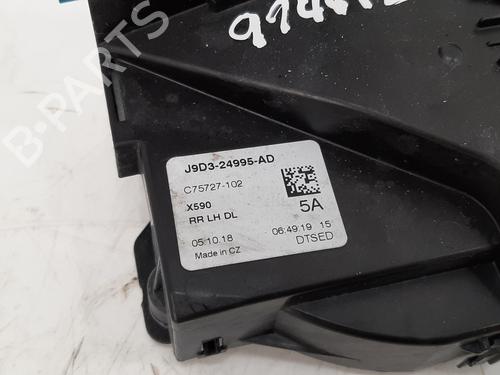 J9D3-24995-AD
C75727-102
X590
RR LH DL
5A
05.10.18
06:49:19 15
Made in CZ
DTSED
B-PARTS